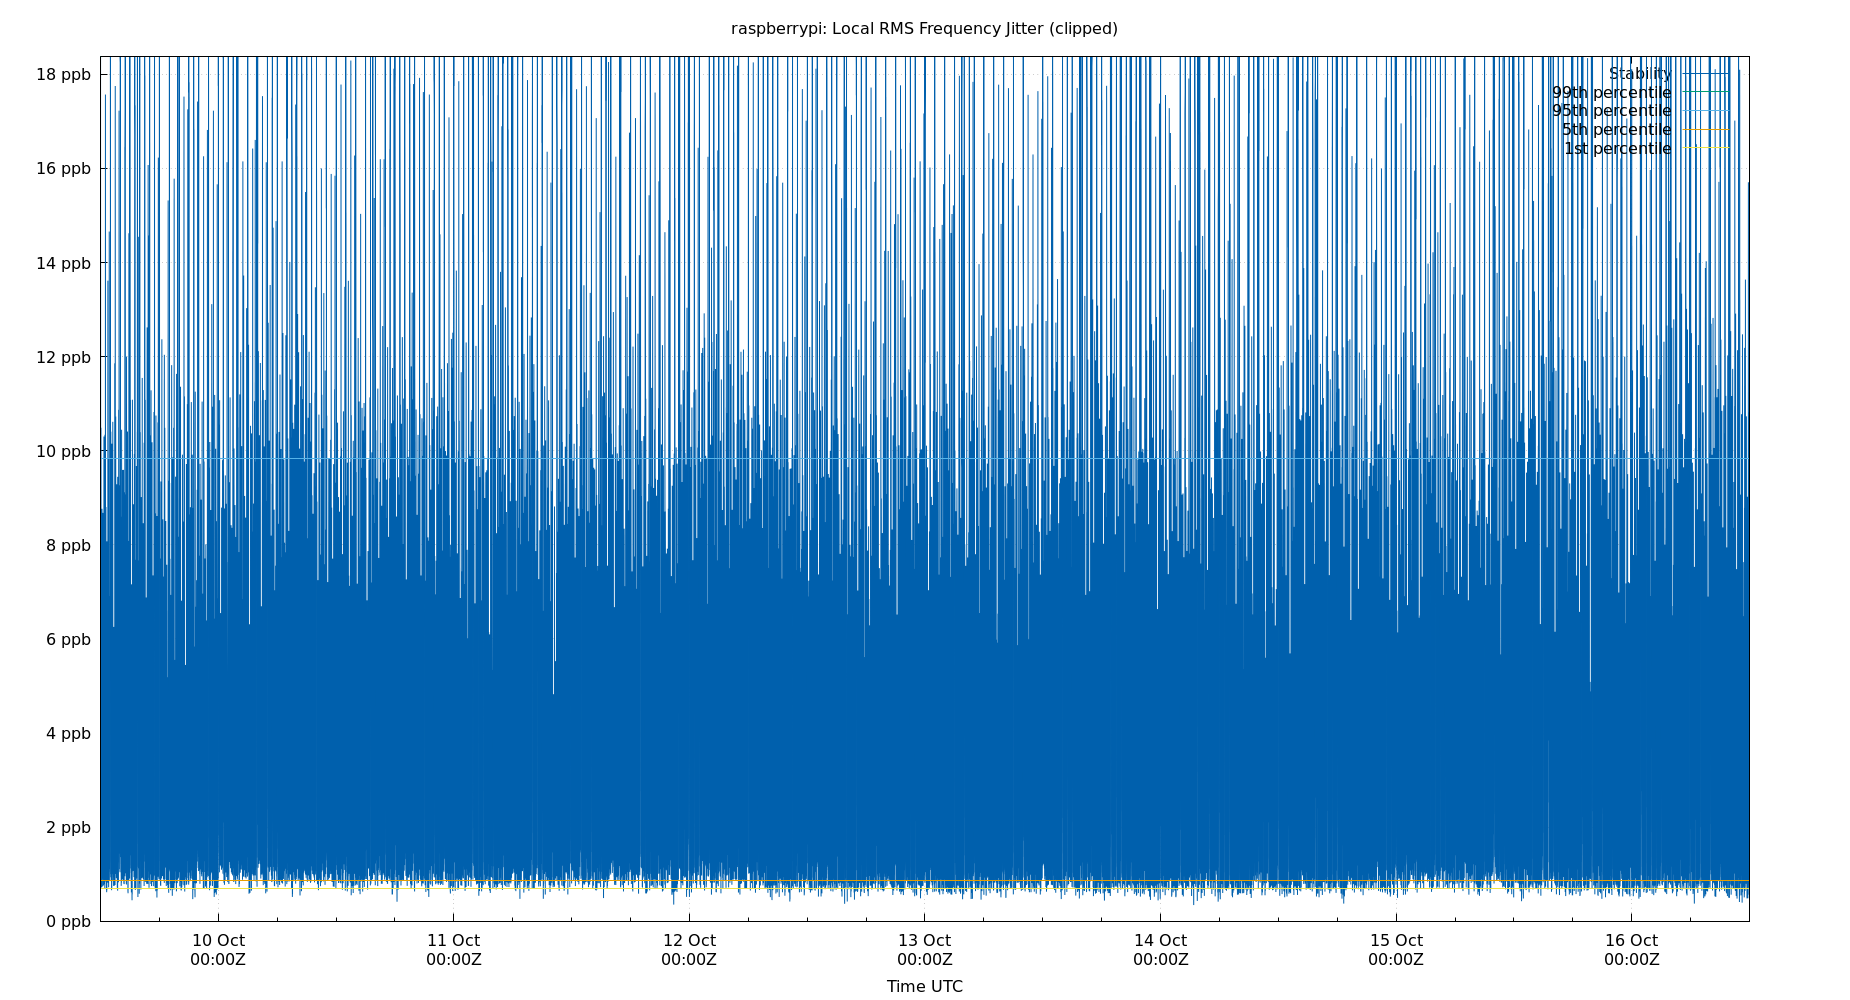 raspberrypi: Local RMS Frequency Jitter (clipped)
18 ppb
16 ppb
14 ppb
12 ppb
10 ppb
8 ppb
6 ppb
4 ppb
2 ppb
0 ppb
Stability
99th percentile
95th percentile
5th percentile
1st percentile
10 Oct
00:00Z
11 Oct
00:00Z
12 Oct
00:00Z
13 Oct
00:00Z
14 Oct
00:00Z
15 Oct
00:00Z
16 Oct
00:00Z
Time UTC